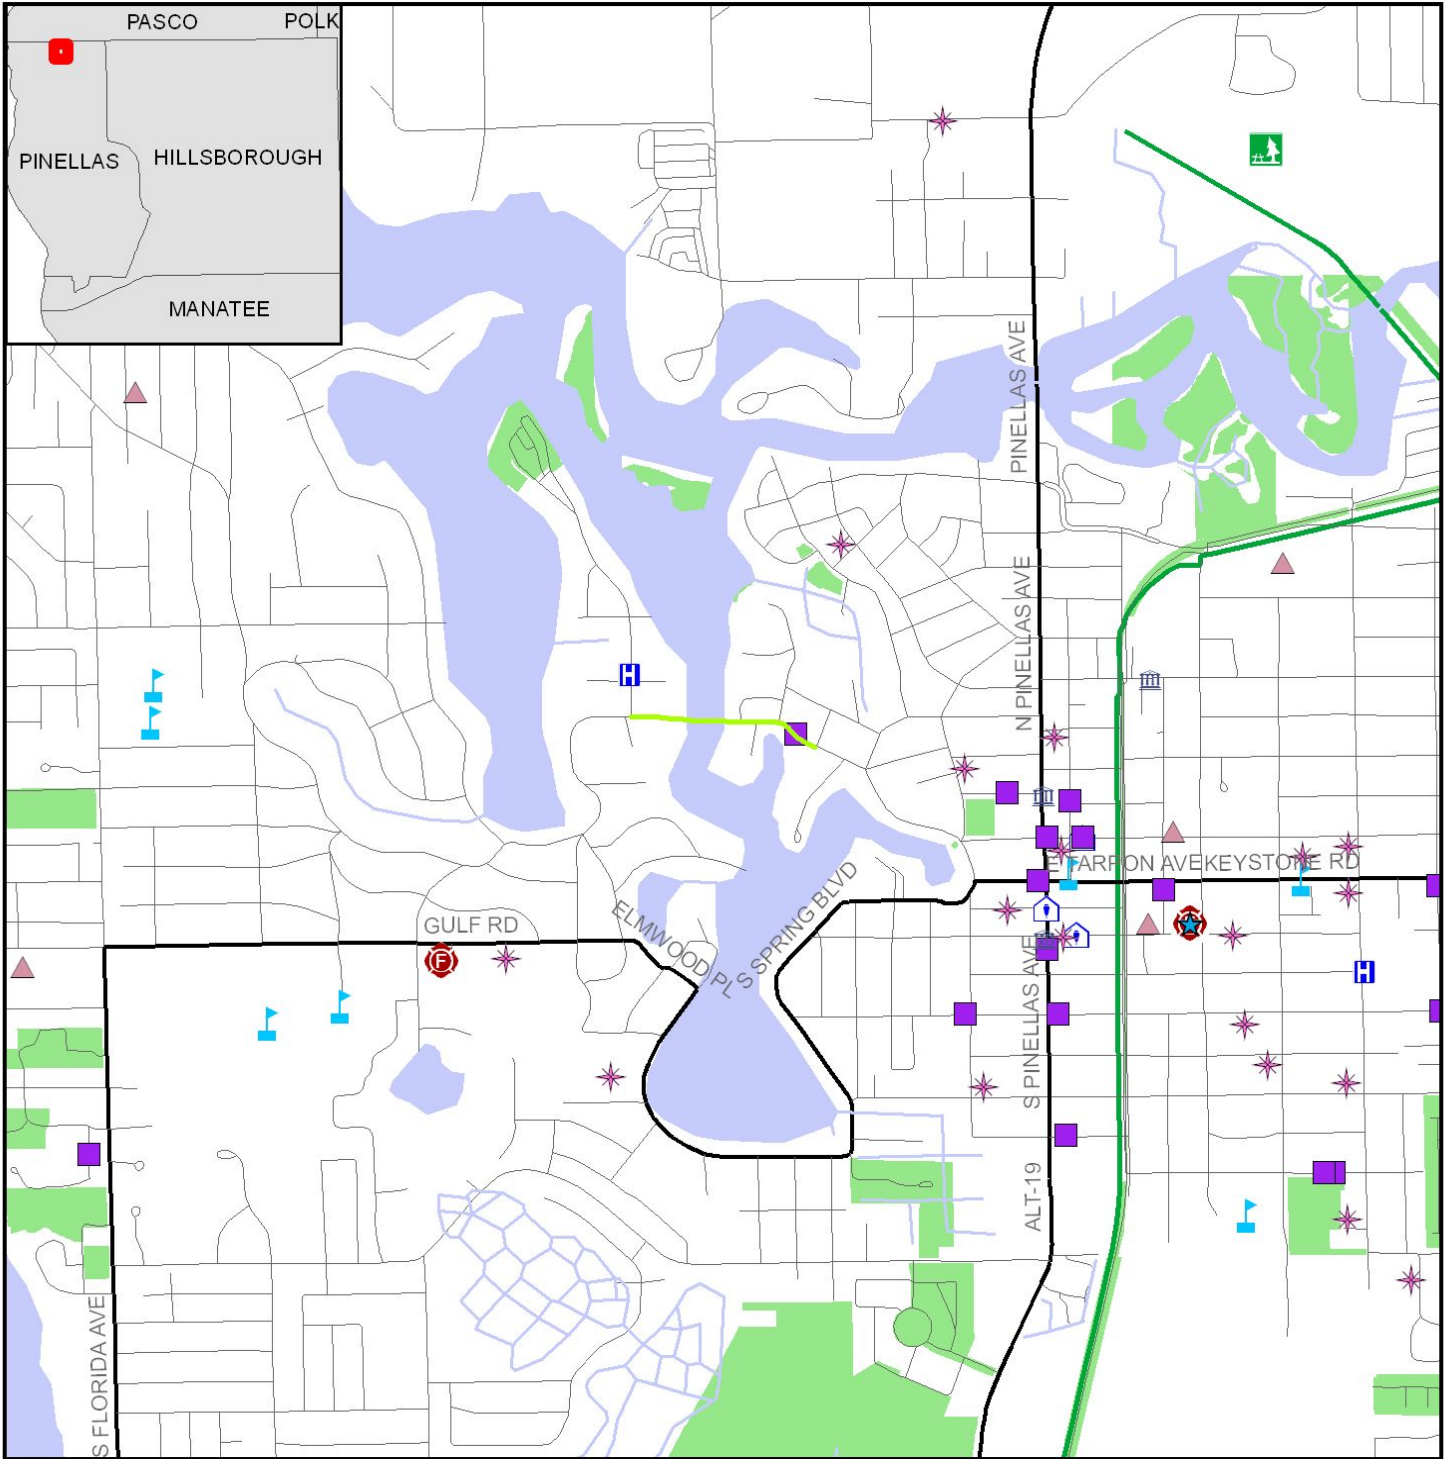 PASCO
POLK
PINELLAS
HILLSBOROUGH
MANATEE
PINELLAS AVE
N PINELLAS AVE
H
E TARPON AVE
KEYSTONE RD
GULF RD
ELMWOOD PL
S SPRING BLVD
F
S PINELLAS AVE
H
ALT-19
S FLORIDA AVE